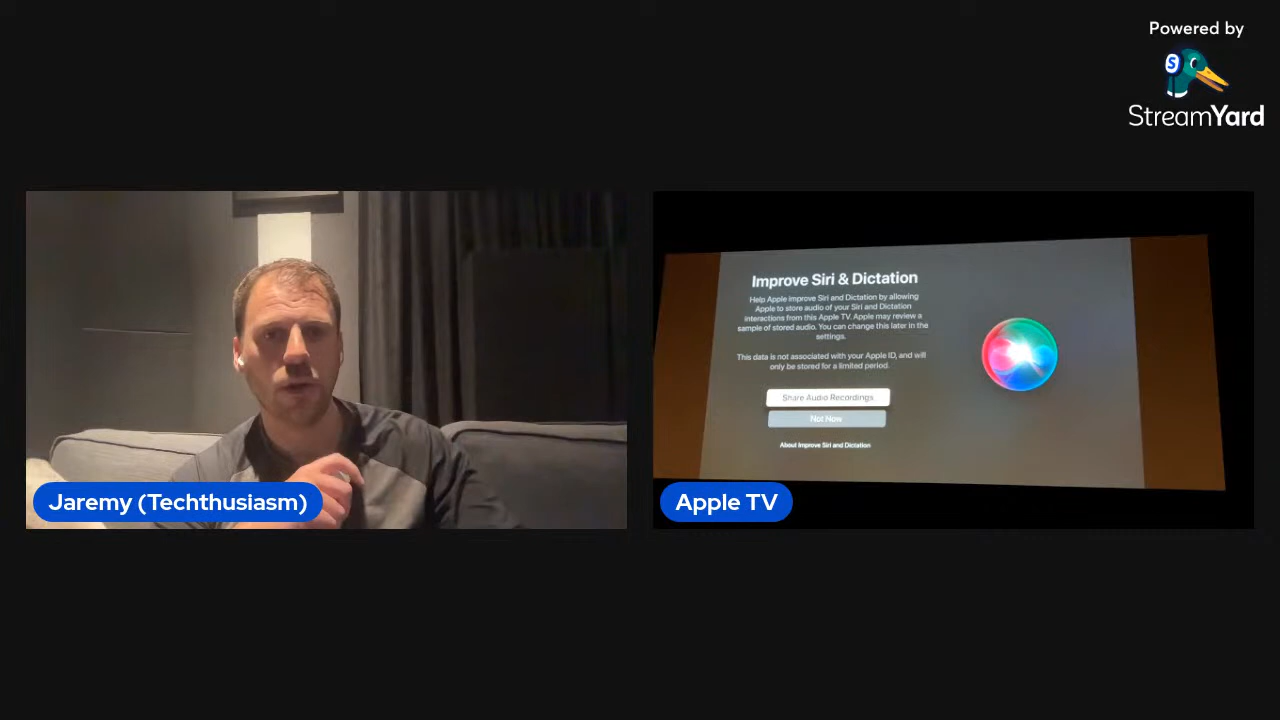 Powered by
S
StreamYard
Improve Siri & Dictation
Help Apple improve Siri and Dictation by allowing
Apple to store audio of your Siri and Dictation
interactions from this Apple TV. Apple may review a
sample of stored audio. You can change this later in the
settings.
This data is not associated with your Apple ID, and will
only be stored for a limited period.
Share Audio Recordings
Not Now
About Improve Siri and Dictation
Jaremy (Techthusiasm)
Apple TV